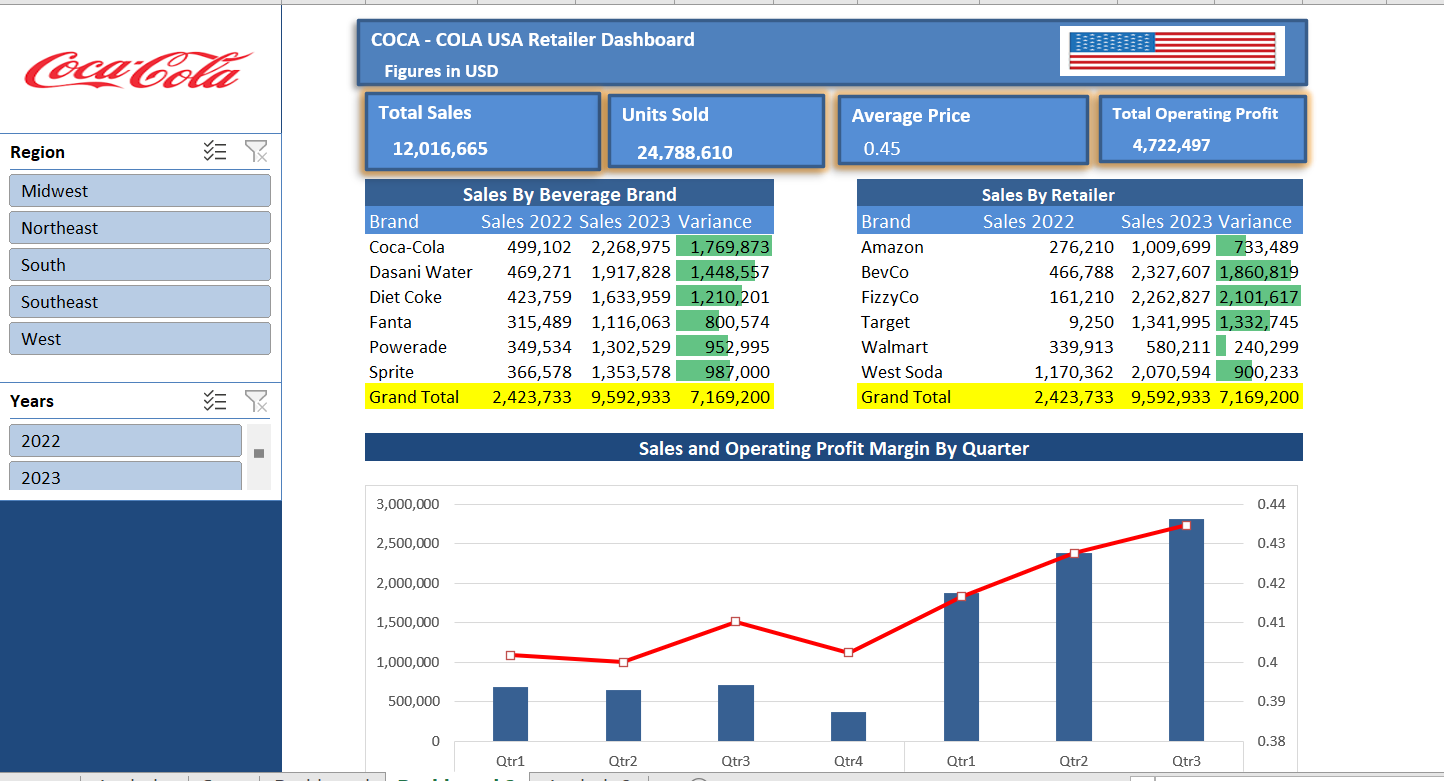 Coca-Cola
Region
Midwest
Northeast
South
Southeast
West
Years
2022
2023
COCA - COLA USA Retailer Dashboard
Figures in USD
Total Sales
12,016,665
Units Sold
24,788,610
Average Price
0.45
Total Operating Profit
4,722,497
Sales By Beverage Brand
Brand Sales 2022 Sales 2023 Variance
Coca-Cola 499,102 2,268,975 1,769,873
Dasani Water 469,271 1,917,828 1,448,557
Diet Coke 423,759 1,633,959 1,210,201
Fanta 315,489 1,116,063 800,574
Powerade 349,534 1,302,529 952,995
Sprite 366,578 1,353,578 987,000
Grand Total 2,423,733 9,592,933 7,169,200
Sales By Retailer
Brand Sales 2022 Sales 2023 Variance
Amazon 276,210 1,009,699 733,489
BevCo 466,788 2,327,607 1,860,819
FizzyCo 161,210 2,262,827 2,101,617
Target 9,250 1,341,995 1,332,745
Walmart 339,913 580,211 240,299
West Soda 1,170,362 2,070,594 900,233
Grand Total 2,423,733 9,592,933 7,169,200
Sales and Operating Profit Margin By Quarter
3,000,000 0.44
2,500,000 0.43
2,000,000 0.42
1,500,000 0.41
1,000,000 0.4
500,000 0.39
0 0.38
Qtr1 Qtr2 Qtr3 Qtr4 Qtr1 Qtr2 Qtr3